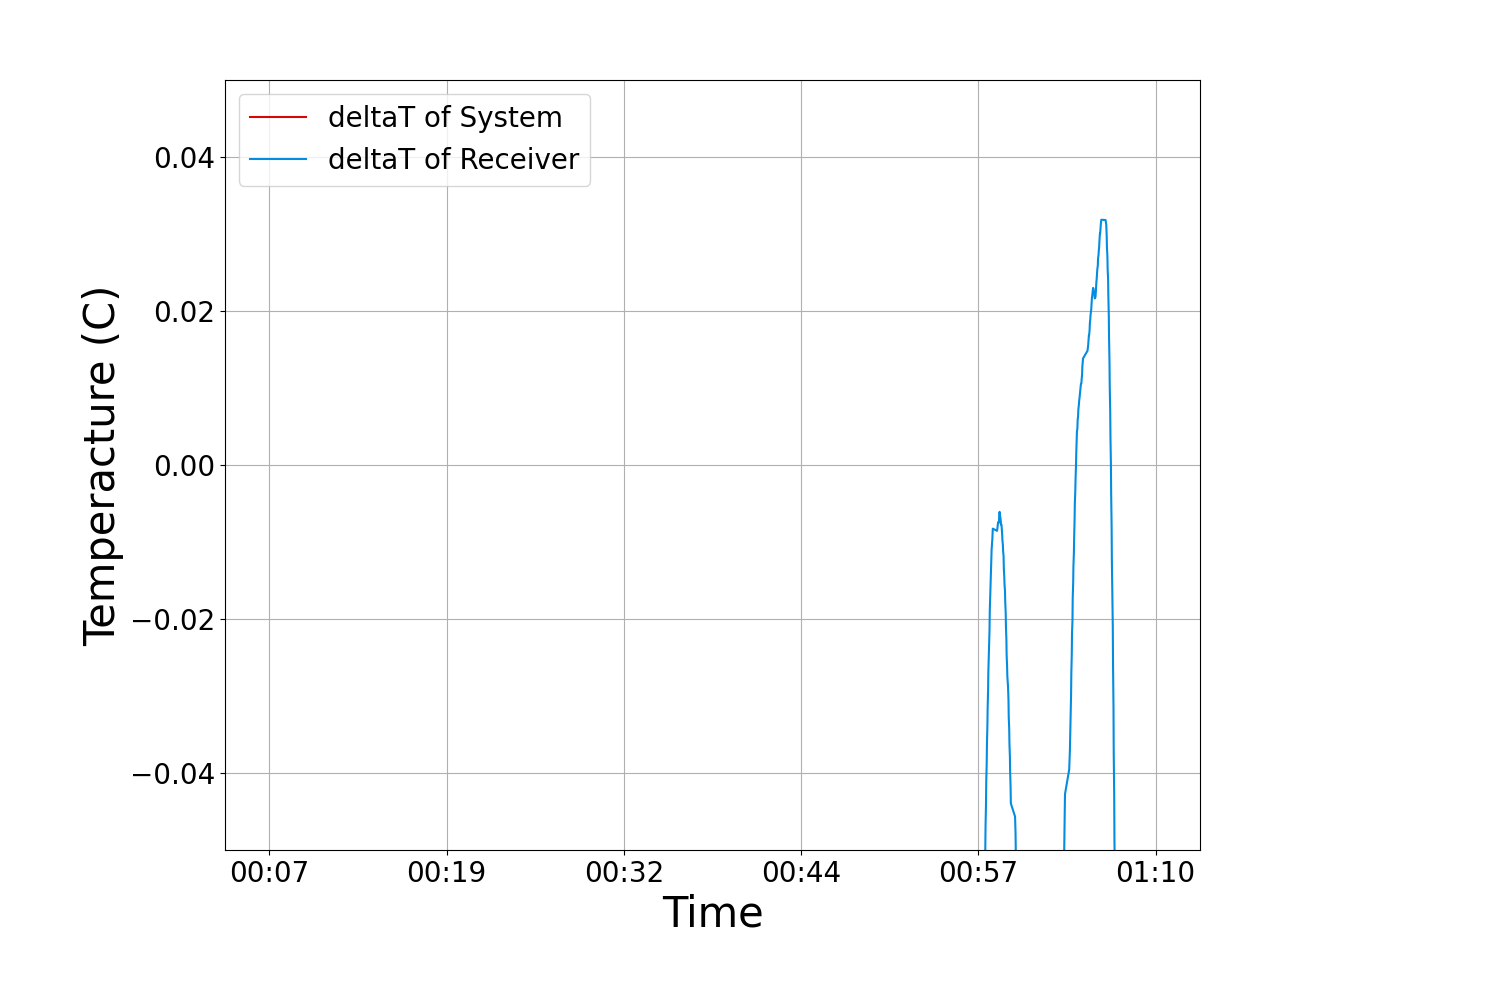 deltaT of System
deltaT of Receiver
0.04
0.02
0.00
−0.02
−0.04
Temperacture (C)
00:07 00:19 00:32 00:44 00:57 01:10
Time